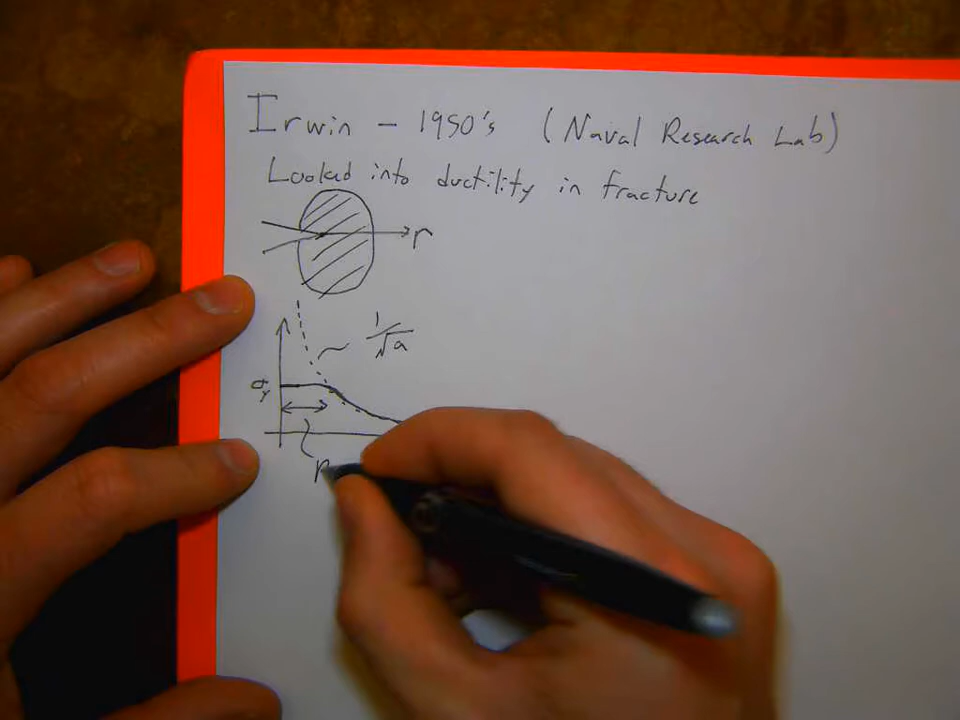 Irwin - 1950's (Naval Research Lab)
Looked into ductility in fracture
r
1/√a
σy
r